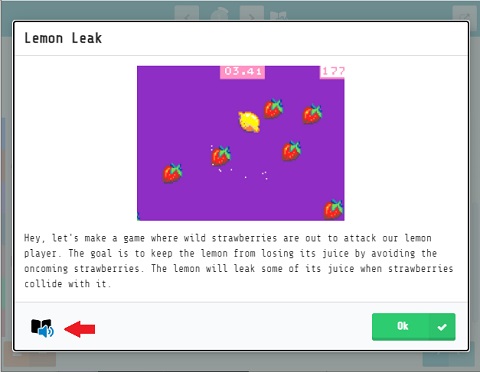 Lemon Leak
03.41
177
Hey, let's make a game where wild strawberries are out to attack our lemon
player. The goal is to keep the lemon from losing its juice by avoiding the
oncoming strawberries. The lemon will leak some of its juice when strawberries
collide with it.
Ok